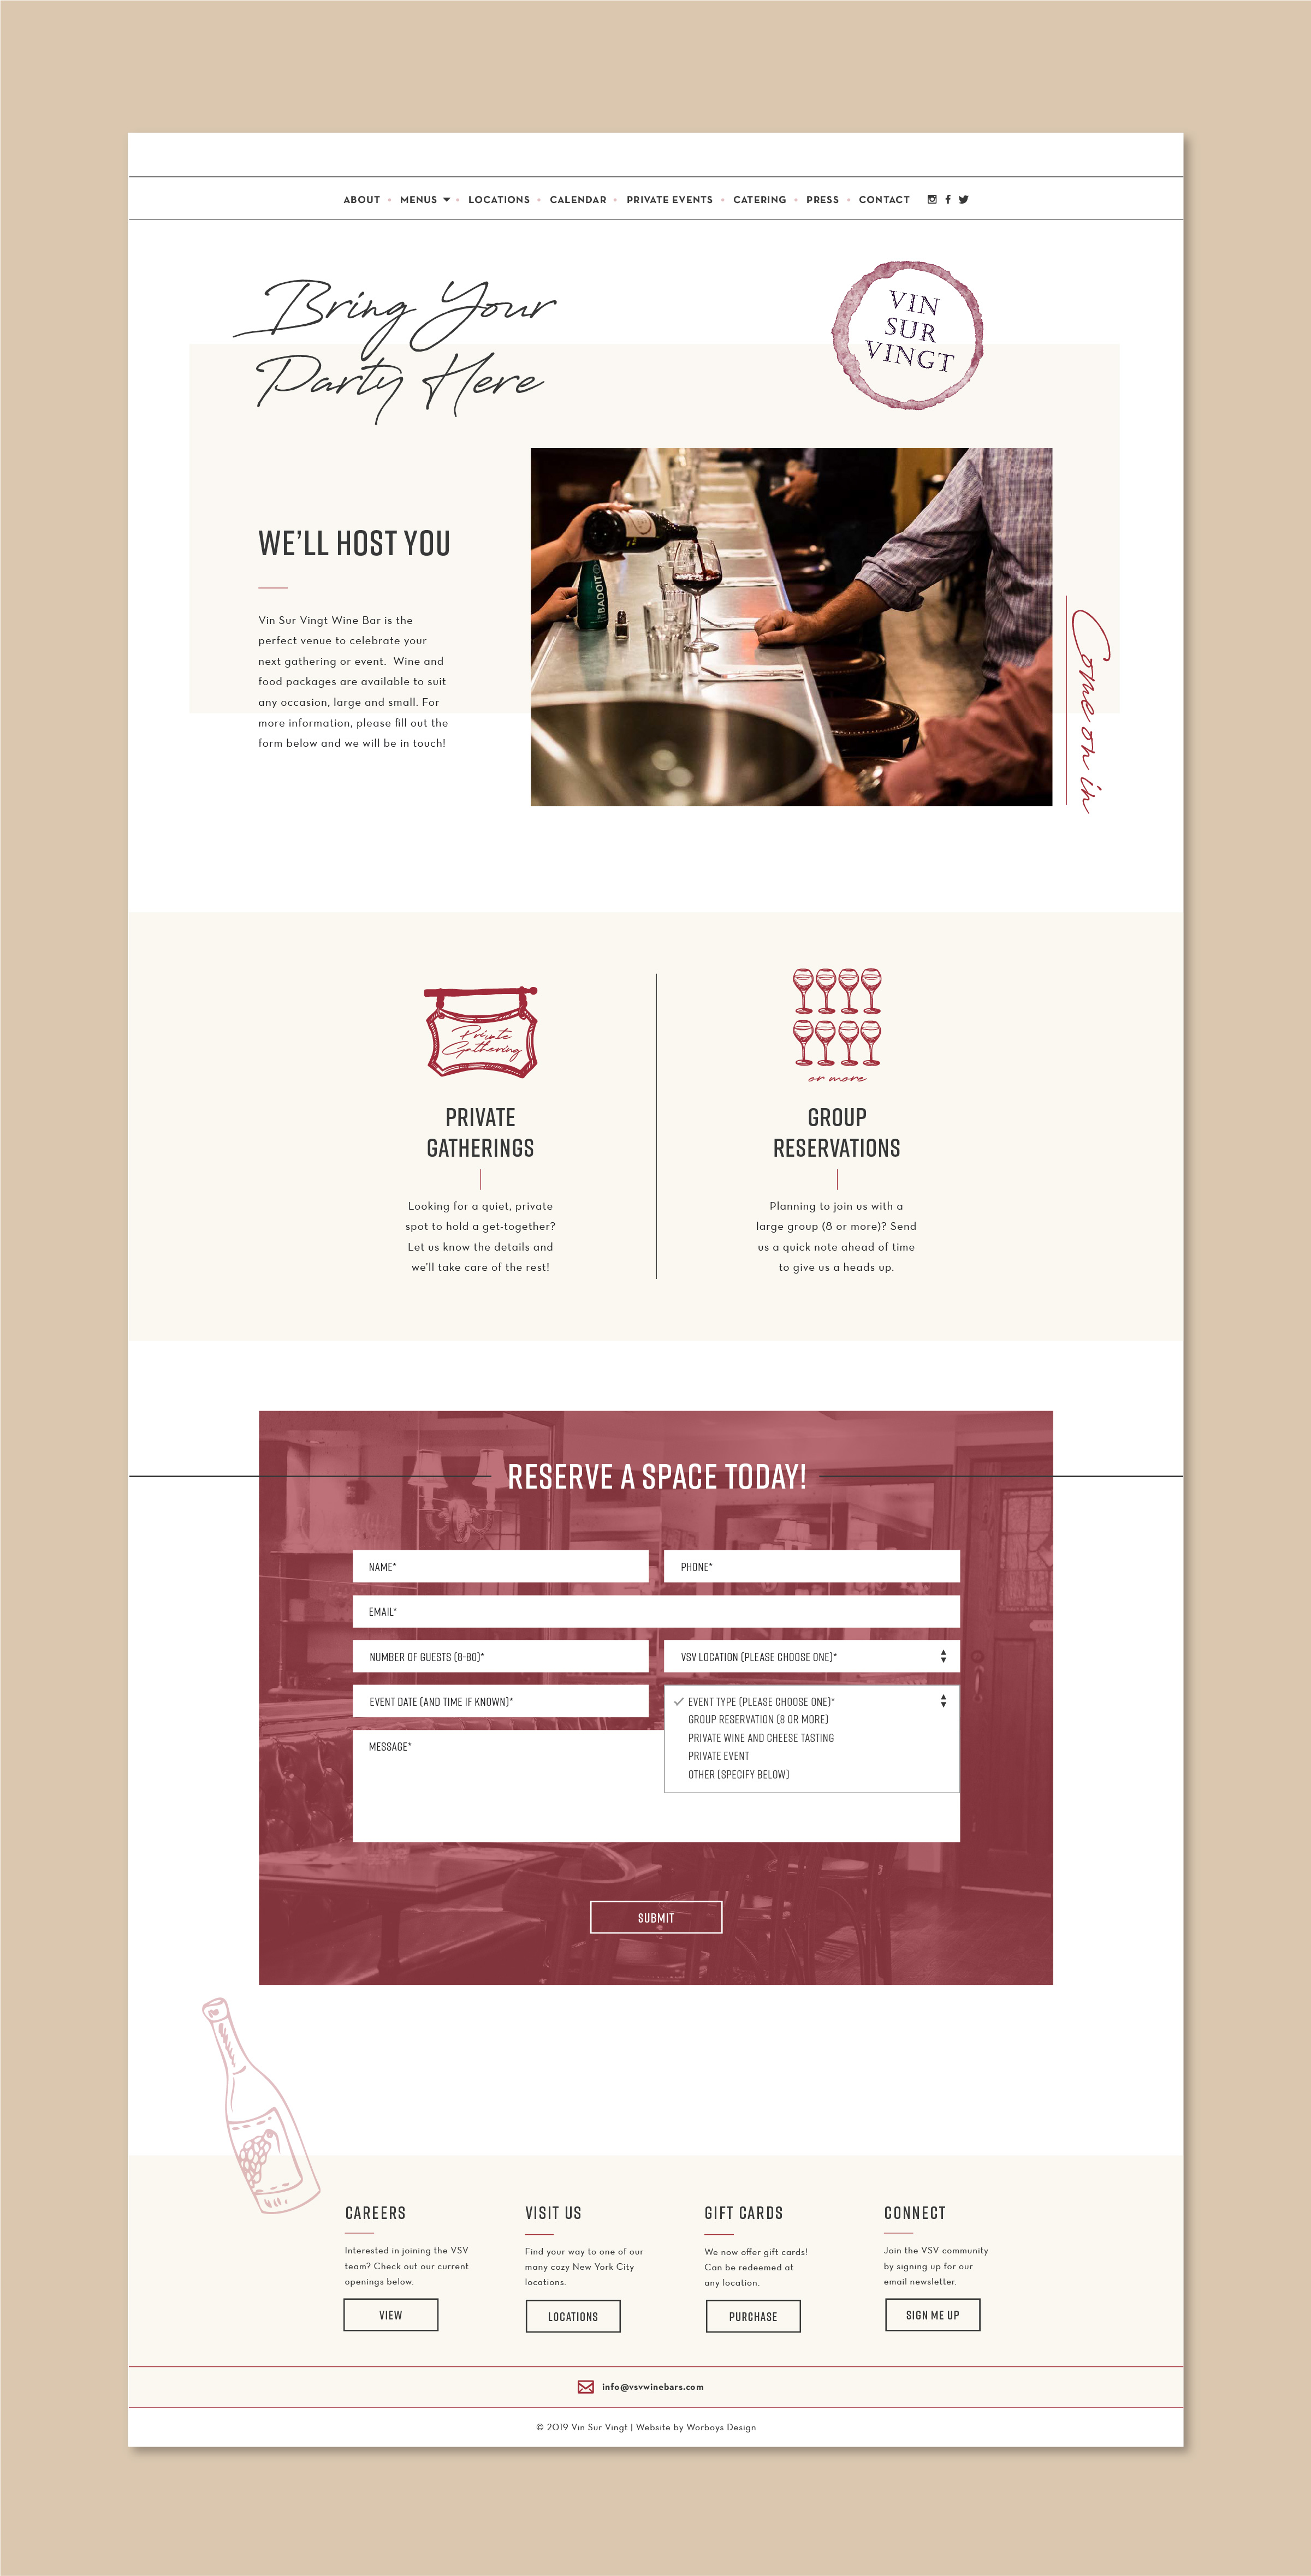 ABOUT • MENUS • LOCATIONS • CALENDAR • PRIVATE EVENTS • CATERING • PRESS • CONTACT
Bring Your
Party Here
VIN
SUR
VINGT
WE'LL HOST YOU
Vin Sur Vingt Wine Bar is the
perfect venue to celebrate your
next gathering or event. Wine and
food packages are available to suit
any occasion, large and small. For
more information, please fill out the
form below and we will be in touch!
BADOIT
Come on in
Private
Gathering
PRIVATE
GATHERINGS
Looking for a quiet, private
spot to hold a get-together?
Let us know the details and
we'll take care of the rest!
or more
GROUP
RESERVATIONS
Planning to join us with a
large group (8 or more)? Send
us a quick note ahead of time
to give us a heads up.
RESERVE A SPACE TODAY!
NAME*
PHONE*
EMAIL*
NUMBER OF GUESTS (8-80)*
VSV LOCATION (PLEASE CHOOSE ONE)*
EVENT DATE (AND TIME IF KNOWN)*
EVENT TYPE (PLEASE CHOOSE ONE)*
GROUP RESERVATION (8 OR MORE)
PRIVATE WINE AND CHEESE TASTING
PRIVATE EVENT
OTHER (SPECIFY BELOW)
MESSAGE*
SUBMIT
CAREERS
Interested in joining the VSV
team? Check out our current
openings below.
VIEW
VISIT US
Find your way to one of our
many cozy New York City
locations.
LOCATIONS
GIFT CARDS
We now offer gift cards!
Can be redeemed at
any location.
PURCHASE
CONNECT
Join the VSV community
by signing up for our
email newsletter.
SIGN ME UP
info@vsvwinebars.com
© 2019 Vin Sur Vingt | Website by Worboys Design